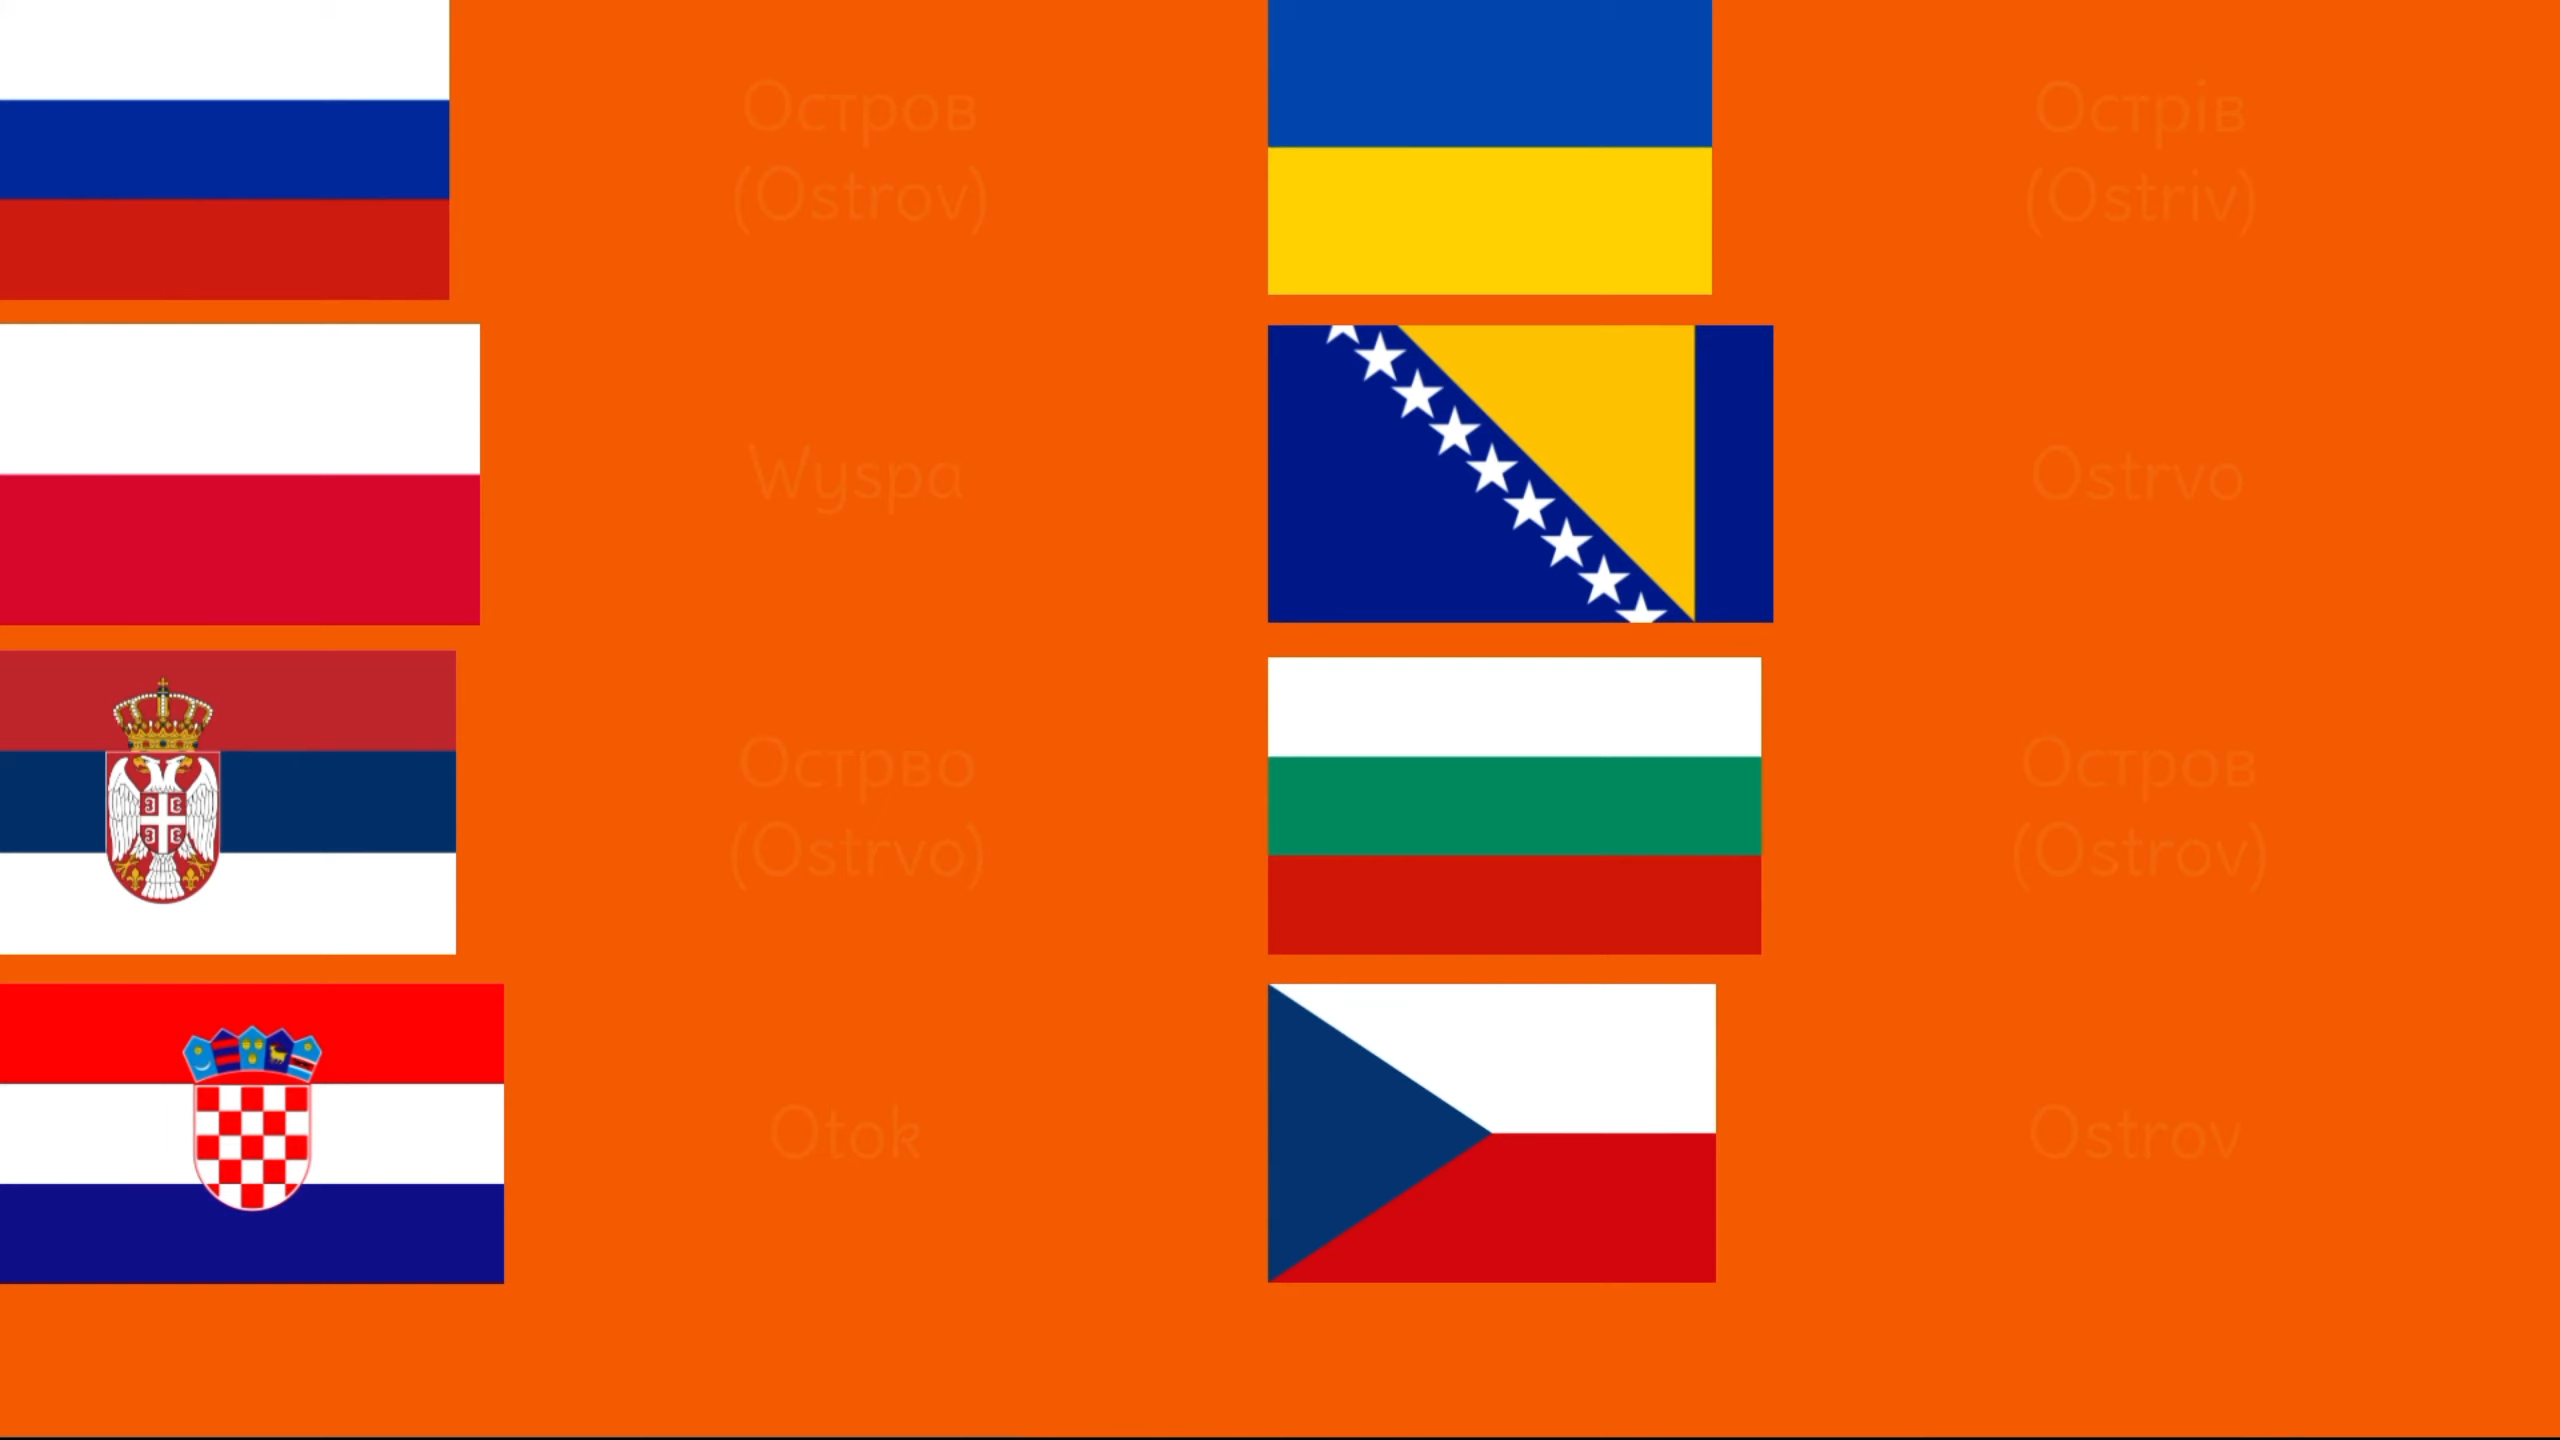 Остров
(Ostrov)
Острів
(Ostriv)
Wyspa
Ostrvo
Острво
(Ostrvo)
Остров
(Ostrov)
Otok
Ostrov